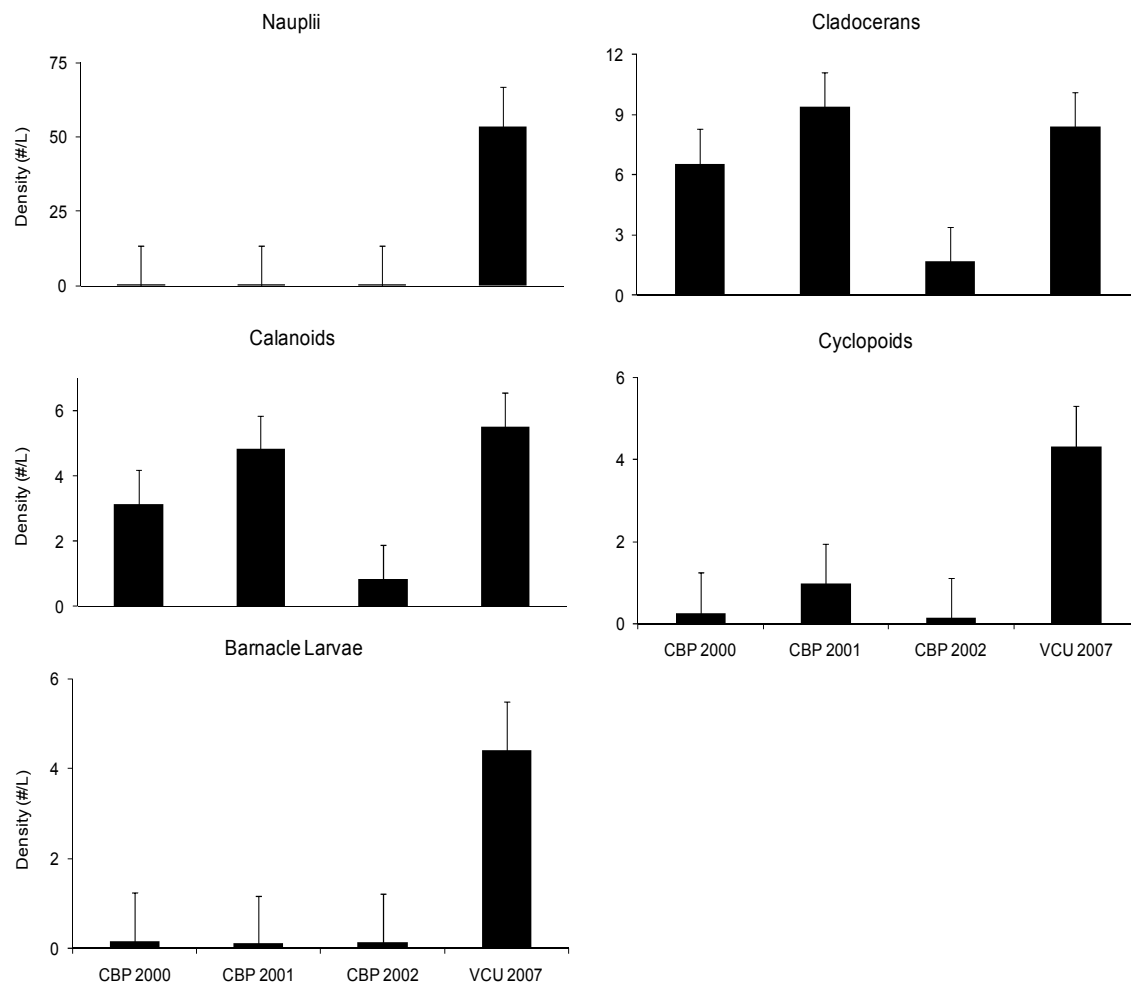 Nauplii
75
50
25
0
Density (#/L)
Cladocerans
12
9
6
3
0
Calanoids
6
4
2
0
Density (#/L)
Cyclopoids
6
4
2
0
CBP 2000 CBP 2001 CBP 2002 VCU 2007
Barnacle Larvae
6
4
2
0
Density (#/L)
CBP 2000 CBP 2001 CBP 2002 VCU 2007